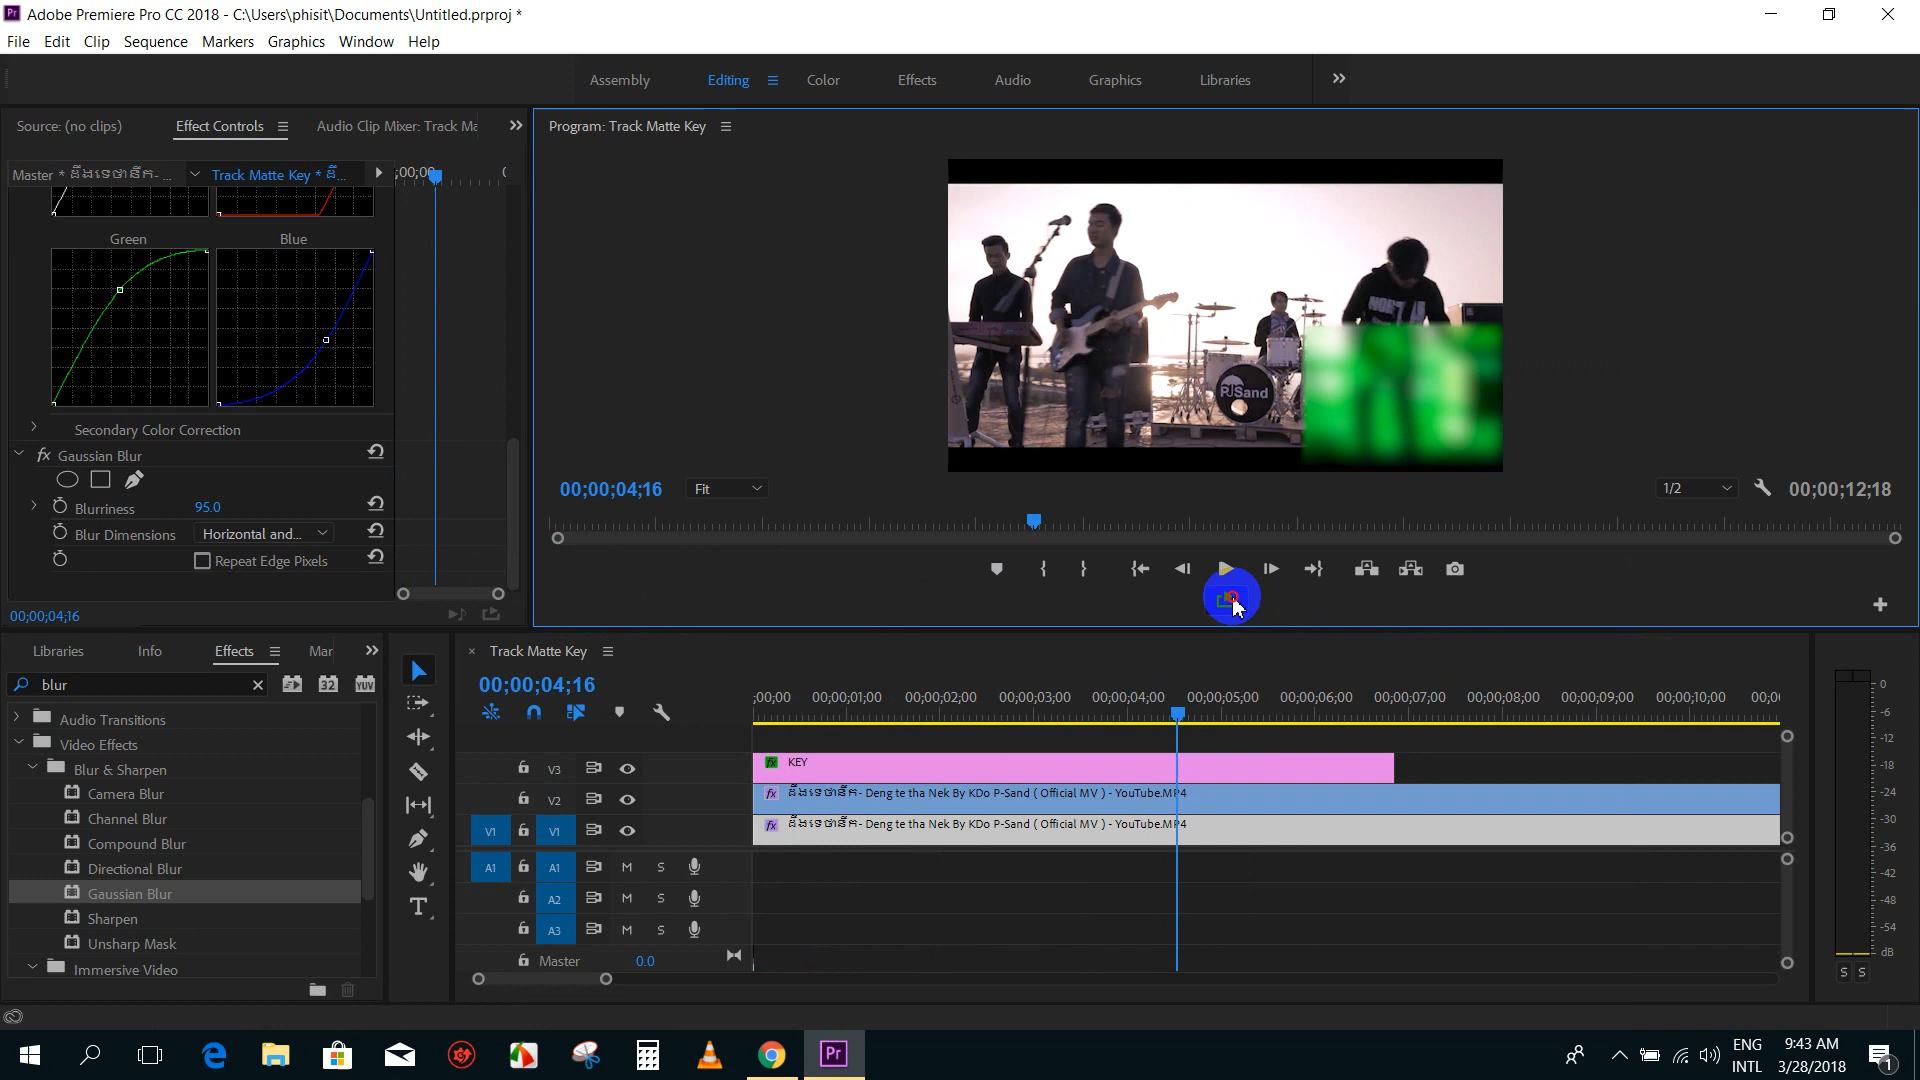 Adobe Premiere Pro CC 2018 - C:\Users\phisit\Documents\Untitled.prproj *
File Edit Clip Sequence Markers Graphics Window Help
Assembly Editing Color Effects Audio Graphics Libraries
Source: (no clips) Effect Controls Audio Clip Mixer: Track Ma
Program: Track Matte Key
Master * ដឹងទេថានឹក- ... Track Matte Key * ដឹ... ;00;00
Green Blue
Secondary Color Correction
fx Gaussian Blur
Blurriness 95.0
Blur Dimensions Horizontal and...
Repeat Edge Pixels
00;00;04;16
PJSand
00;00;04;16 Fit 1/2 00;00;12;18
Libraries Info Effects Mar
blur
32 YUV
Audio Transitions
Video Effects
Blur & Sharpen
Camera Blur
Channel Blur
Compound Blur
Directional Blur
Gaussian Blur
Sharpen
Unsharp Mask
Immersive Video
× Track Matte Key
00;00;04;16
;00;00 00;00;01;00 00;00;02;00 00;00;03;00 00;00;04;00 00;00;05;00 00;00;06;00 00;00;07;00 00;00;08;00 00;00;09;00 00;00;10;00 00;0(
V3 fx KEY
V2 fx ដឹងទេថានឹក- Deng te tha Nek By KDo P-Sand ( Official MV ) - YouTube.MP4
V1 V1 fx ដឹងទេថានឹក- Deng te tha Nek By KDo P-Sand ( Official MV ) - YouTube.MP4
A1 A1 M S
A2 M S
A3 M S
Master 0.0
0
-6
-12
-18
-24
-30
-36
-42
-48
-54
dB
S S
ENG
INTL
9:43 AM
3/28/2018
1